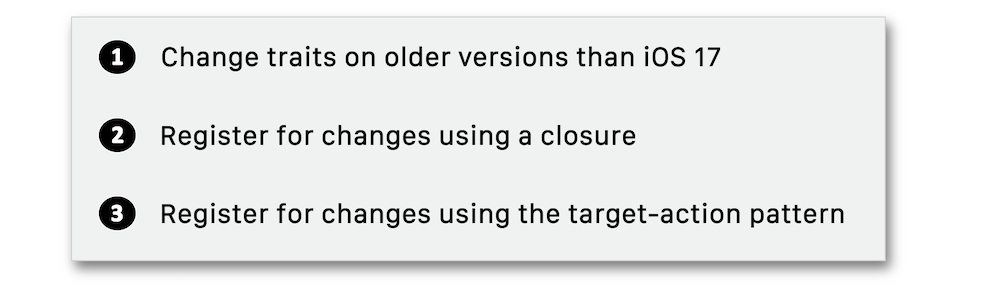 1 Change traits on older versions than iOS 17
2 Register for changes using a closure
3 Register for changes using the target-action pattern